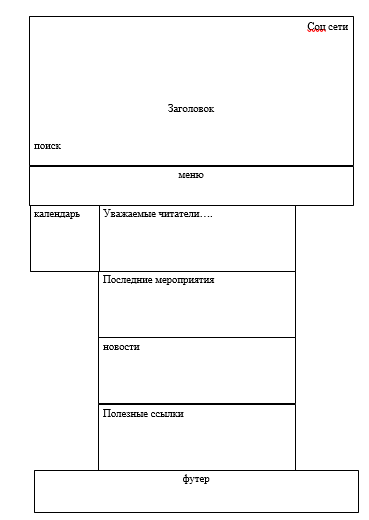 Соц сети
Заголовок
поиск
меню
календарь
Уважаемые читатели….
Последние мероприятия
новости
Полезные ссылки
футер